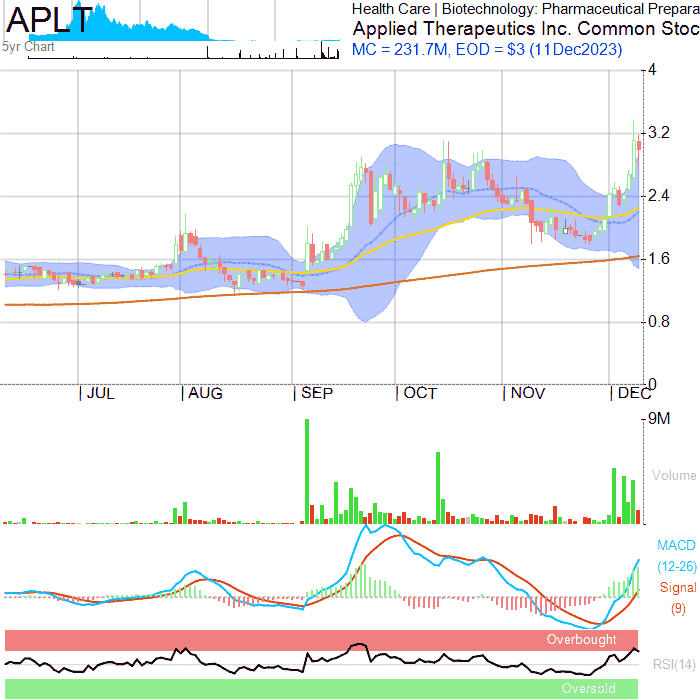 APLT
5yr Chart
Health Care | Biotechnology: Pharmaceutical Prepara
Applied Therapeutics Inc. Common Stoc
MC = 231.7M, EOD = $3 (11Dec2023)
4
3.2
2.4
1.6
0.8
0
| JUL | AUG | SEP | OCT | NOV | DEC
9M
Volume
MACD
(12-26)
Signal
(9)
Overbought
RSI(14)
Oversold